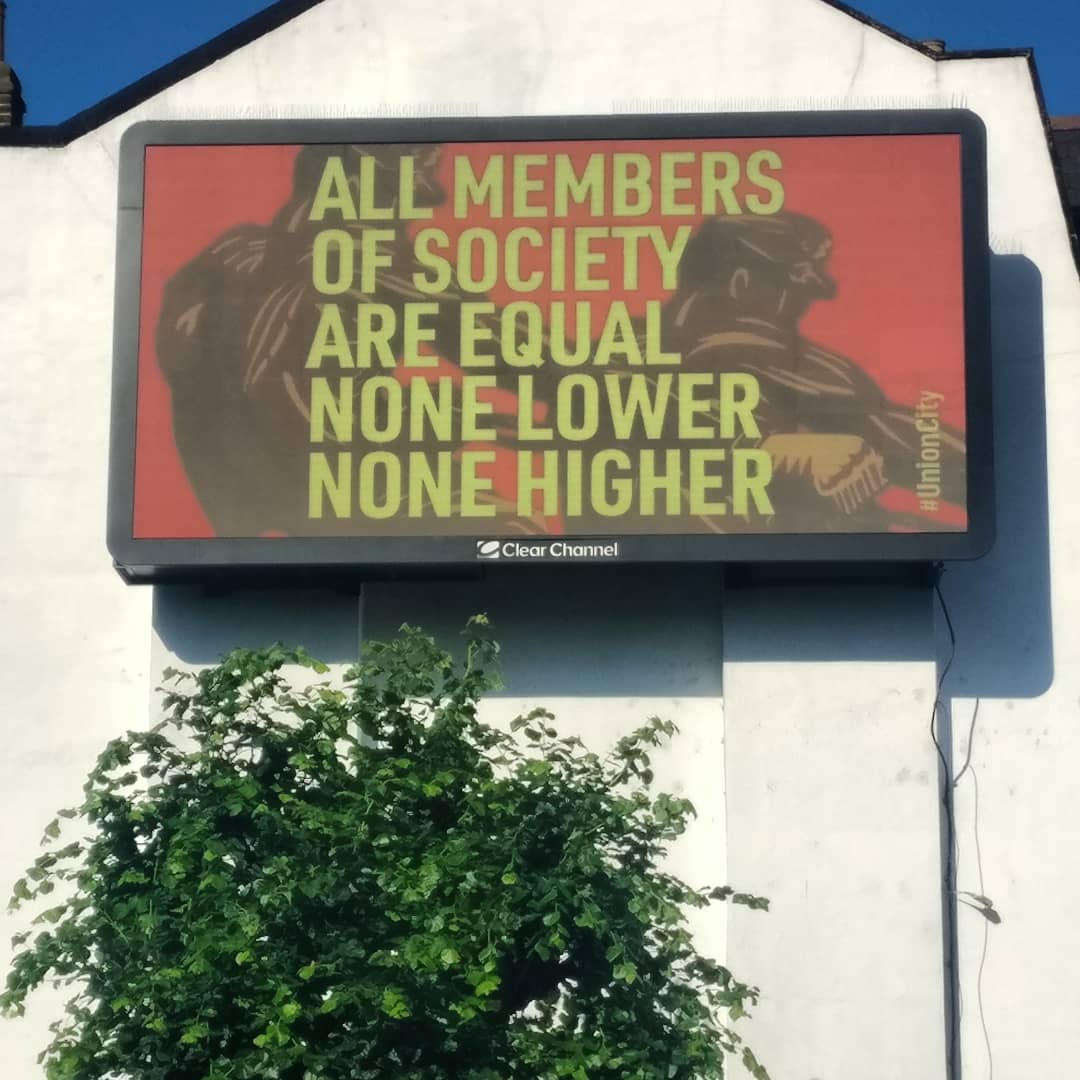 ALL MEMBERS
OF SOCIETY
ARE EQUAL
NONE LOWER
NONE HIGHER
#UnionCity
Clear Channel